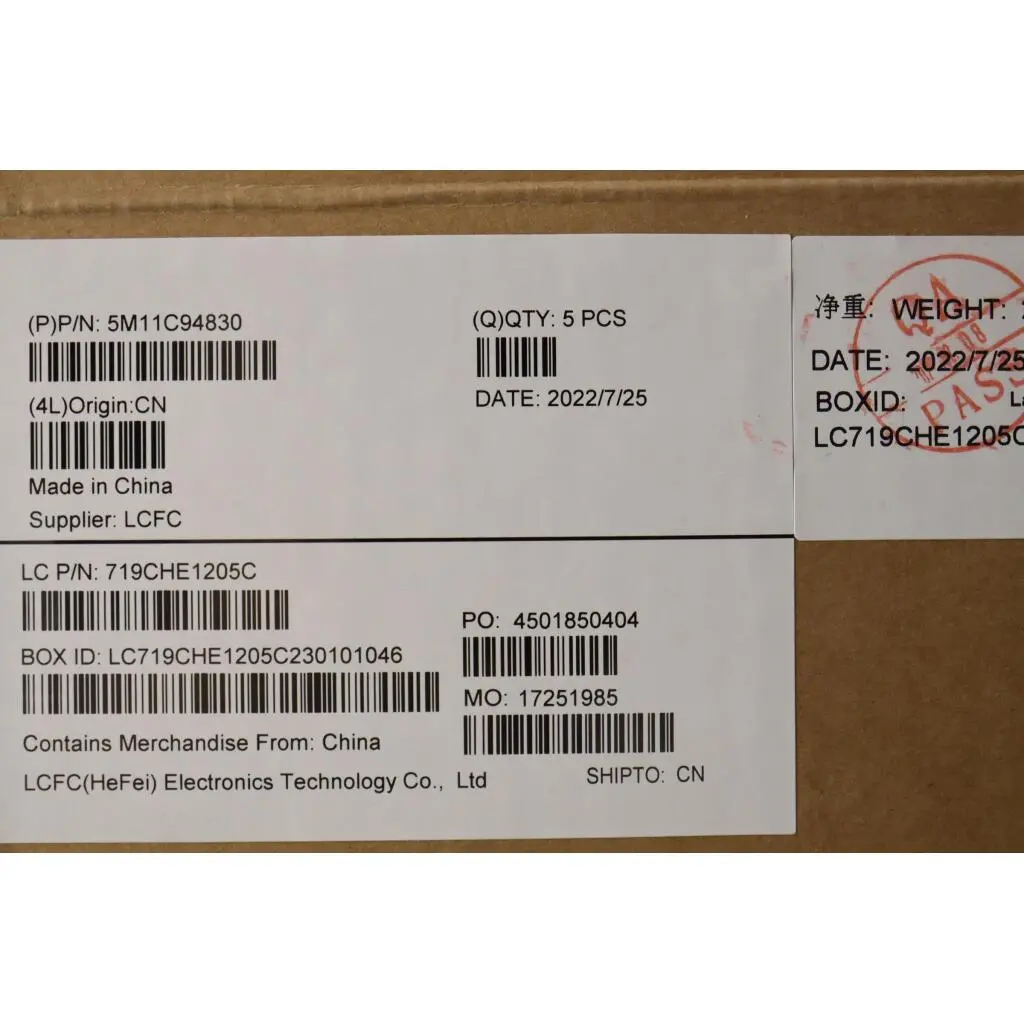 (P)P/N: 5M11C94830
(Q)QTY: 5 PCS
(4L)Origin:CN
DATE: 2022/7/25
Made in China
Supplier: LCFC
LC P/N: 719CHE1205C
PO: 4501850404
BOX ID: LC719CHE1205C230101046
MO: 17251985
Contains Merchandise From: China
LCFC(HeFei) Electronics Technology Co., Ltd
SHIPTO: CN
净重: WEIGHT:
DATE: 2022/7/25
BOXID:
LC719CHE1205C
QA
PASS